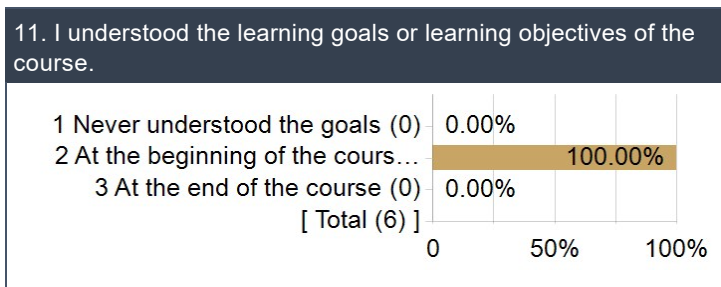 11. I understood the learning goals or learning objectives of the
course.
1 Never understood the goals (0) 0.00%
2 At the beginning of the cours... 100.00%
3 At the end of the course (0) 0.00%
[ Total (6) ]
0 50% 100%